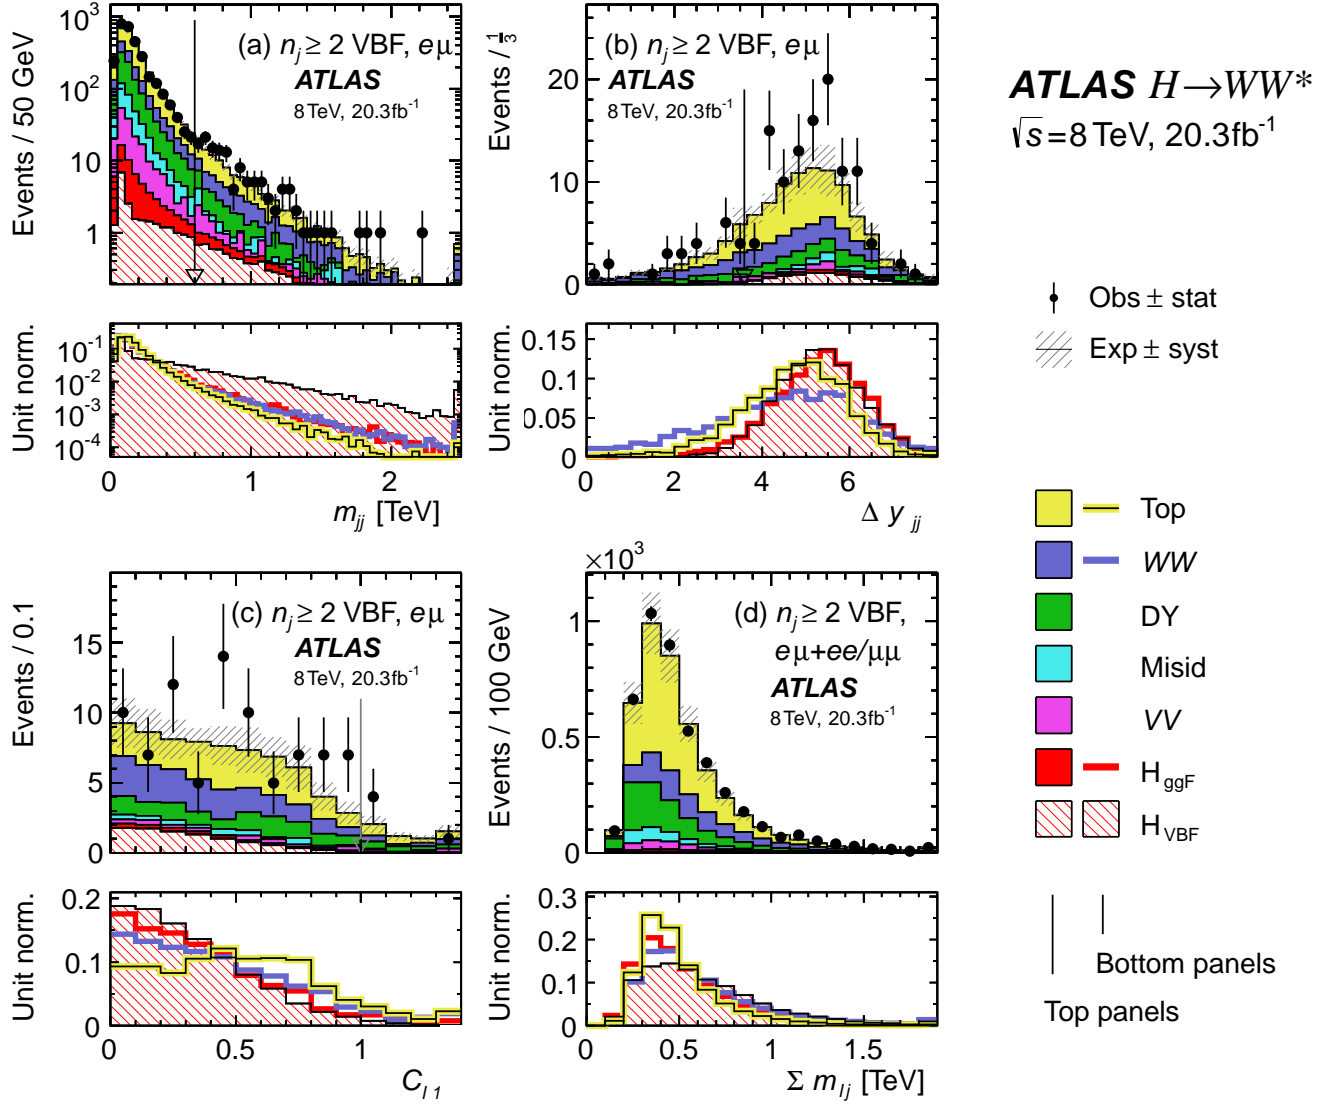 Events / 50 GeV
10³
10²
10
1
(a) nⱼ ≥ 2 VBF, eμ
ATLAS
8 TeV, 20.3fb⁻¹
Unit norm.
10⁻¹
10⁻²
10⁻³
10⁻⁴
0 1 2
m_jj [TeV]
Events / 1/3
20
10
0
(b) nⱼ ≥ 2 VBF, eμ
ATLAS
8 TeV, 20.3fb⁻¹
Unit norm.
0.15
0.1
0.05
0
0 2 4 6
Δ y_jj
Events / 0.1
15
10
5
0
(c) nⱼ ≥ 2 VBF, eμ
ATLAS
8 TeV, 20.3fb⁻¹
Unit norm.
0.2
0.1
0
0 0.5 1
C_l1
×10³
Events / 100 GeV
1
0.5
0
(d) nⱼ ≥ 2 VBF,
eμ+ee/μμ
ATLAS
8 TeV, 20.3fb⁻¹
Unit norm.
0.3
0.2
0.1
0
0 0.5 1 1.5
Σ m_lj [TeV]
ATLAS H→WW*
√s=8 TeV, 20.3fb⁻¹
Obs ± stat
Exp ± syst
Top
WW
DY
Misid
VV
H_ggF
H_VBF
Bottom panels
Top panels